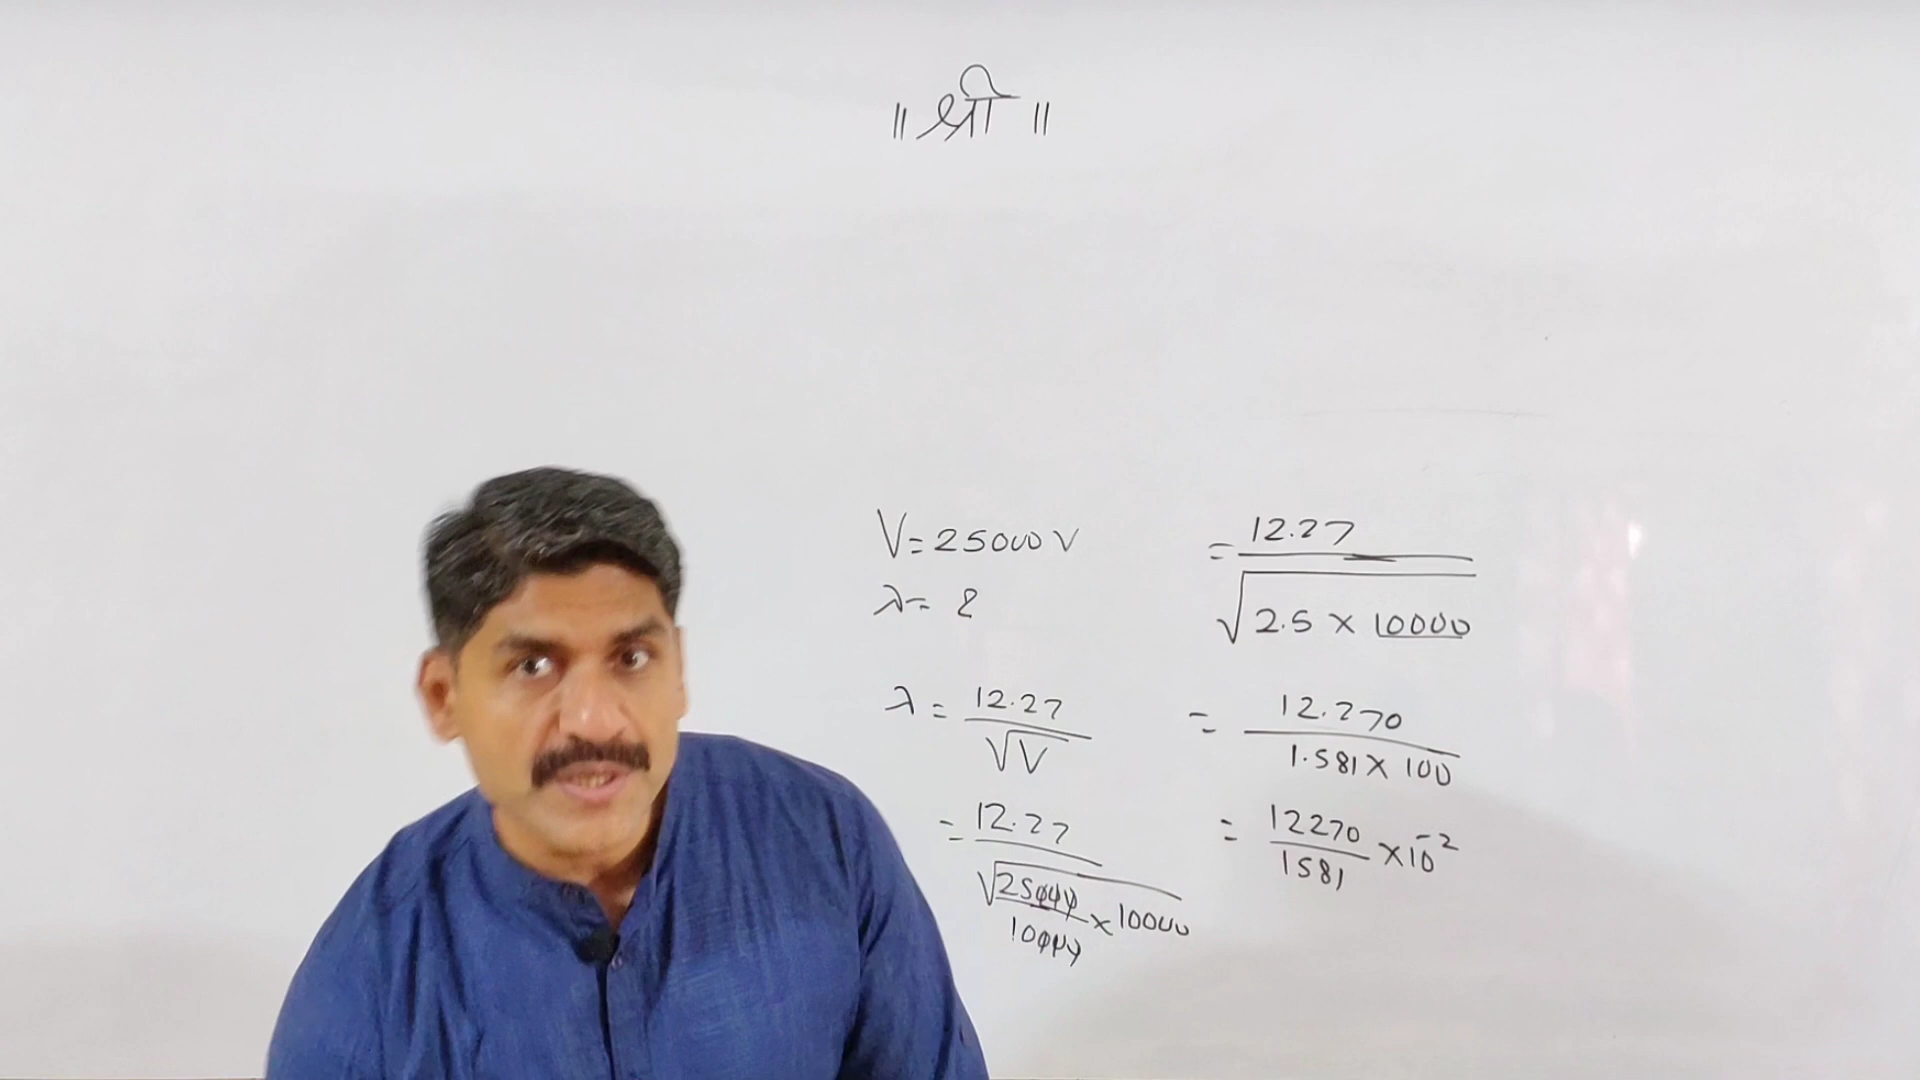 ॥ श्री ॥
V = 25000 V
λ = ?
λ = 12.27 / √V
= 12.27 / √(25000 / 10000 × 10000)
= 12.27 / √(2.5 × 10000)
= 12.270 / 1.581 × 100
= 12270 / 1581 × 10⁻²